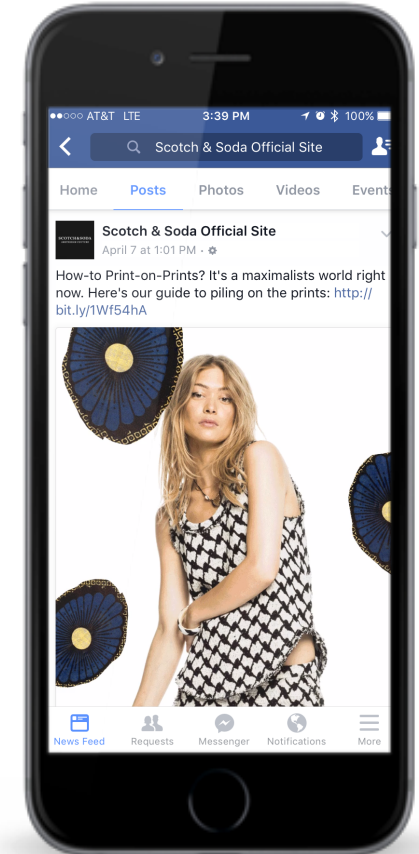 AT&T LTE 3:39 PM 100%
Scotch & Soda Official Site
Home Posts Photos Videos Events
SCOTCH&SODA
Scotch & Soda Official Site
April 7 at 1:01 PM
How-to Print-on-Prints? It's a maximalists world right
now. Here's our guide to piling on the prints: http://
bit.ly/1Wf54hA
News Feed Requests Messenger Notifications More